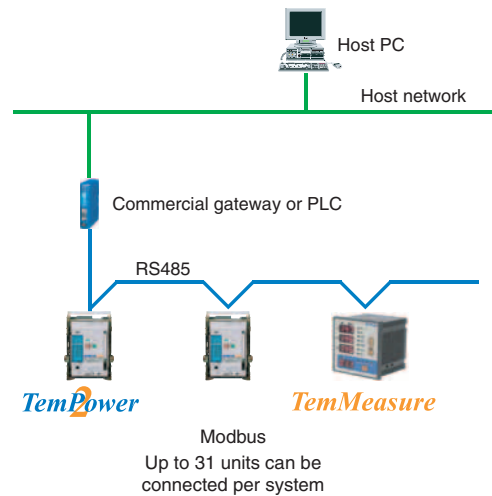 Host PC
Host network
Commercial gateway or PLC
RS485
TemPower2
TemMeasure
Modbus
Up to 31 units can be
connected per system